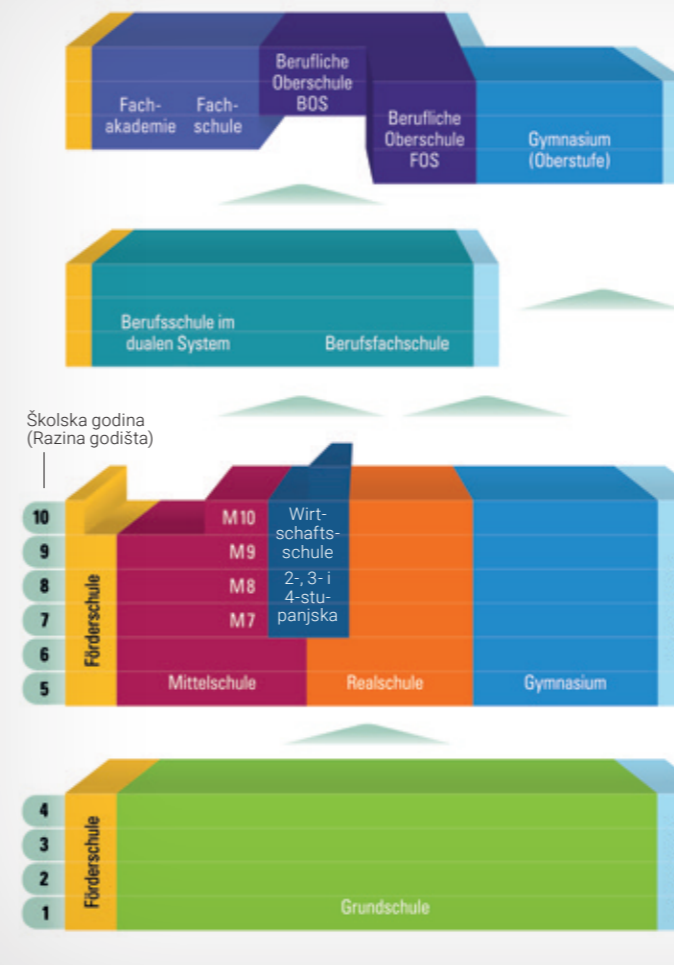 Fach-
akademie
Fach-
schule
Berufliche
Oberschule
BOS
Berufliche
Oberschule
FOS
Gymnasium
(Oberstufe)
Berufsschule im
dualen System
Berufsfachschule
Školska godina
(Razina godišta)
10
9
8
7
6
5
Förderschule
M10
M9
M8
M7
Mittelschule
Wirt-
schafts-
schule
2-, 3- i
4-stu-
panjska
Realschule
Gymnasium
4
3
2
1
Förderschule
Grundschule